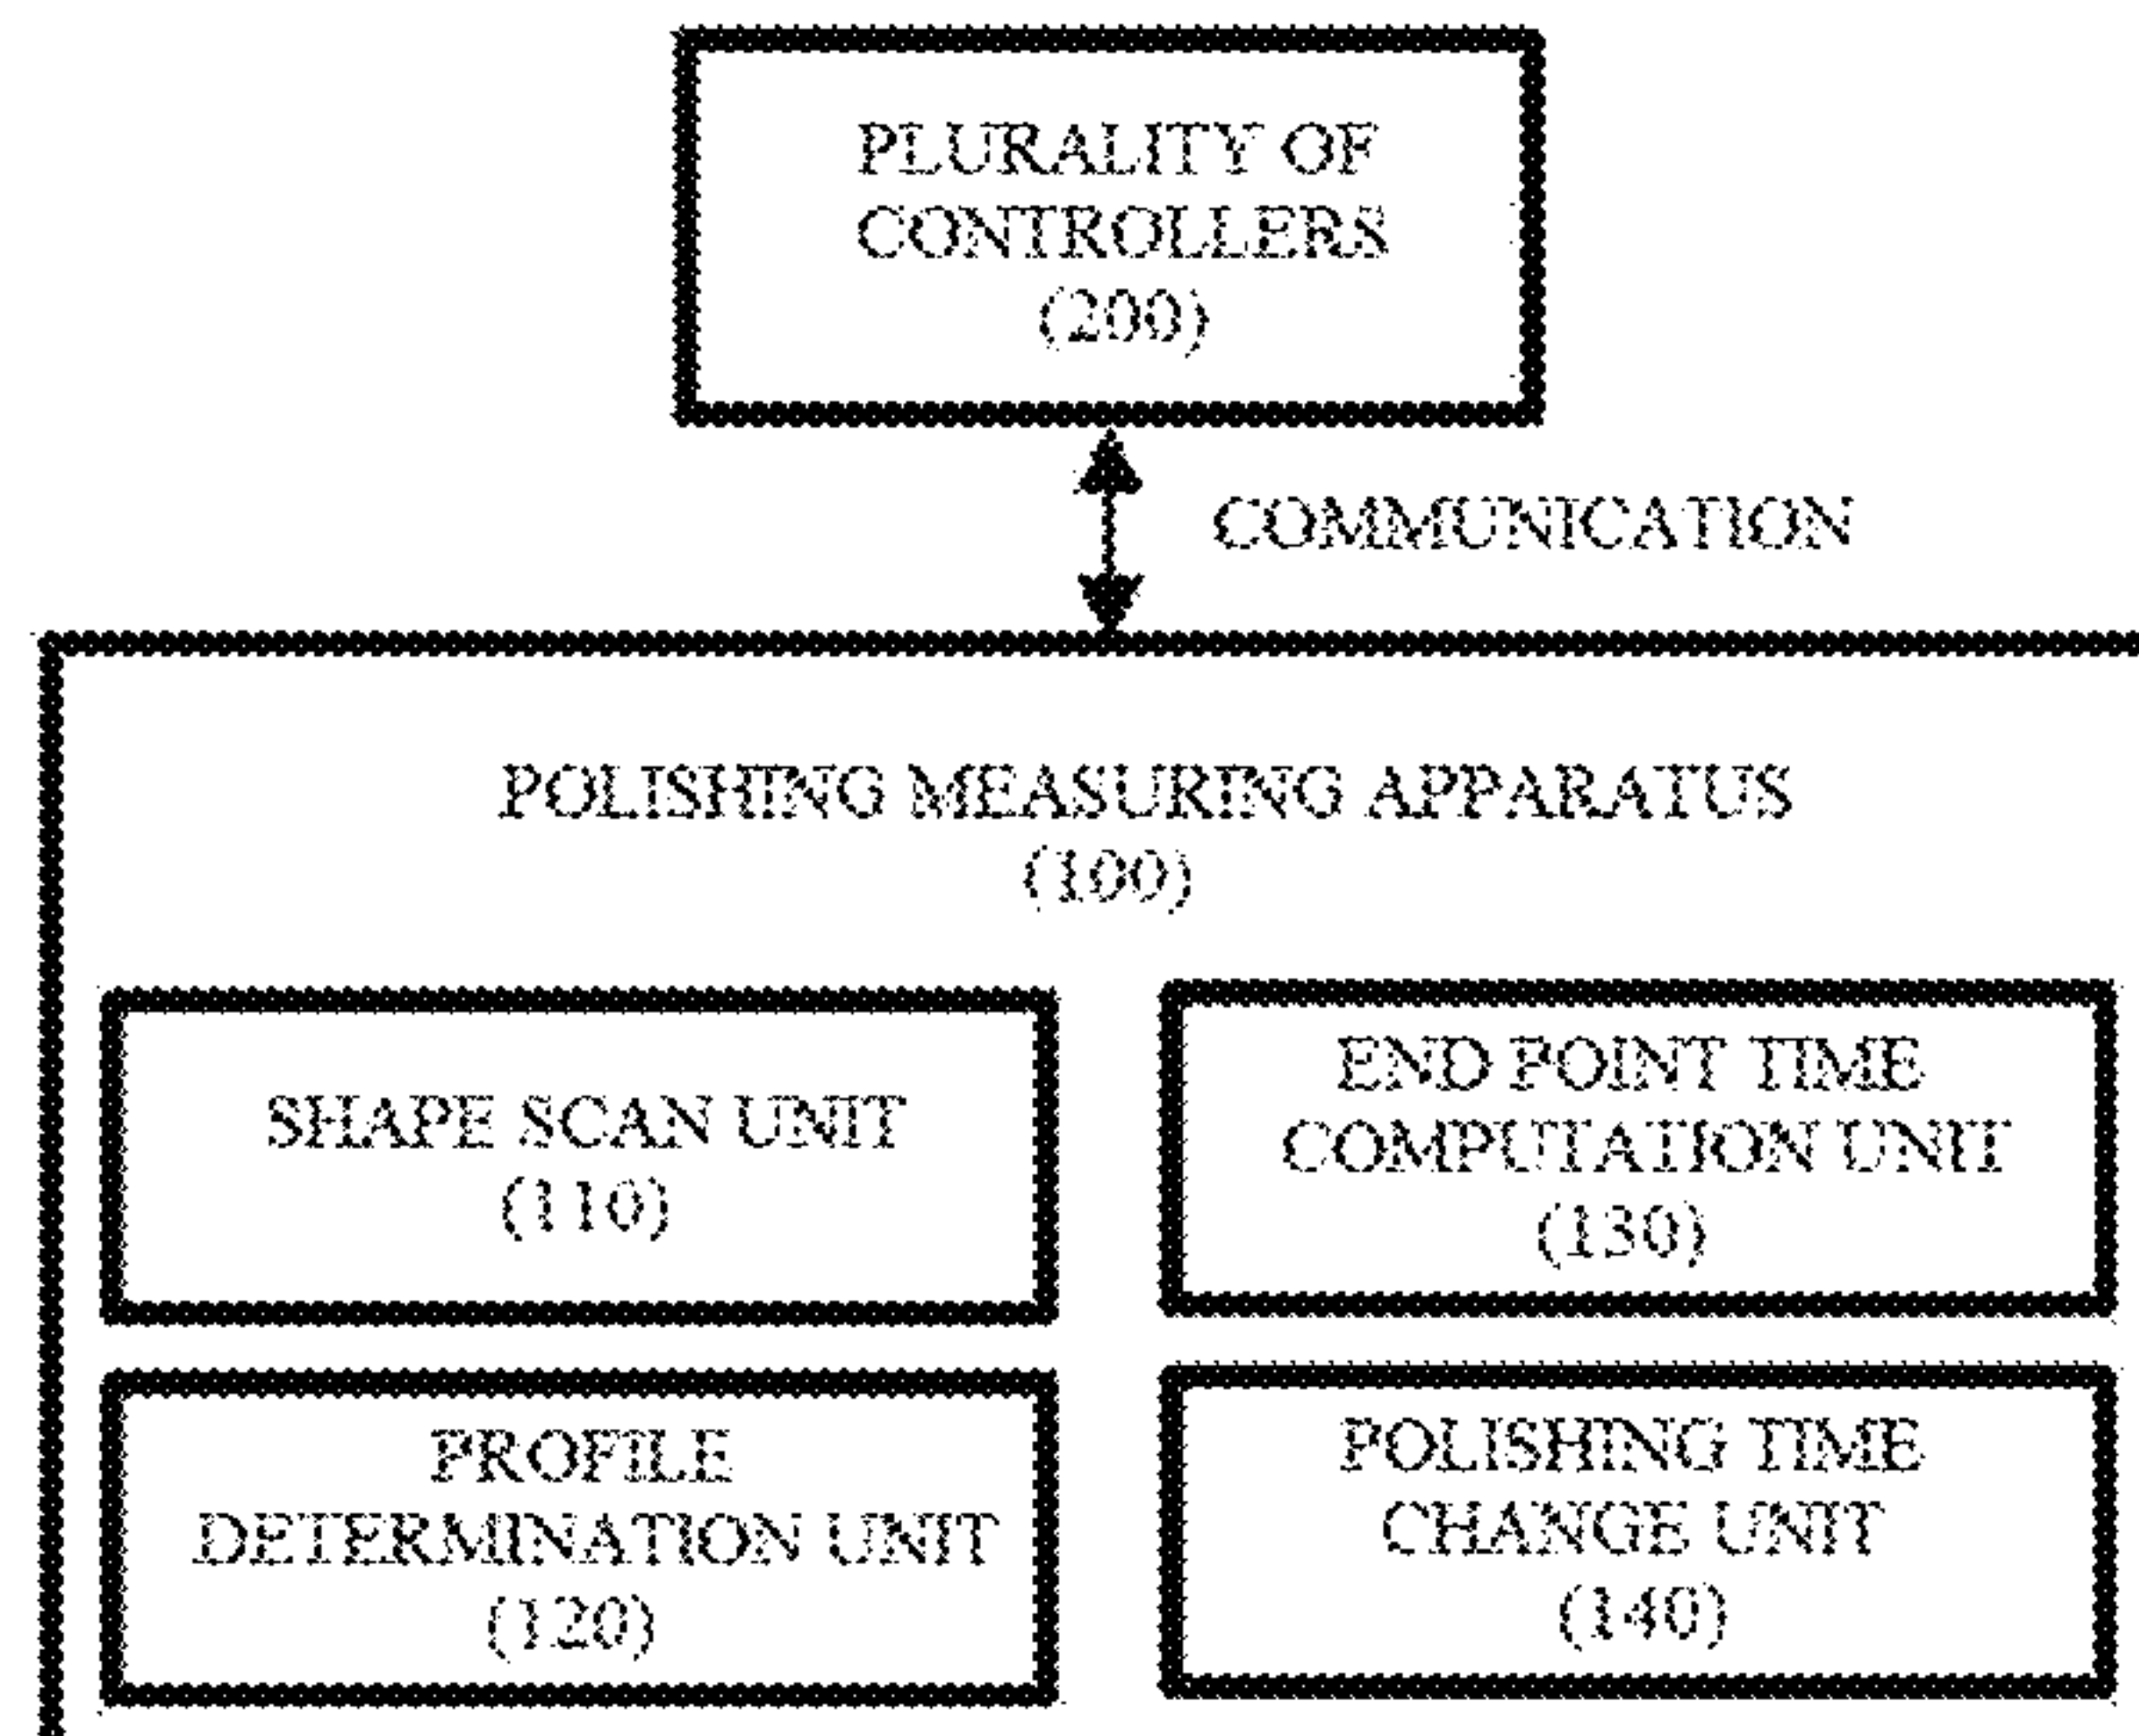 PLURALITY OF
CONTROLLERS
(200)
COMMUNICATION
POLISHING MEASURING APPARATUS
(100)
SHAPE SCAN UNIT
(110)
END POINT TIME
COMPUTATION UNIT
(130)
PROFILE
DETERMINATION UNIT
(120)
POLISHING TIME
CHANGE UNIT
(140)